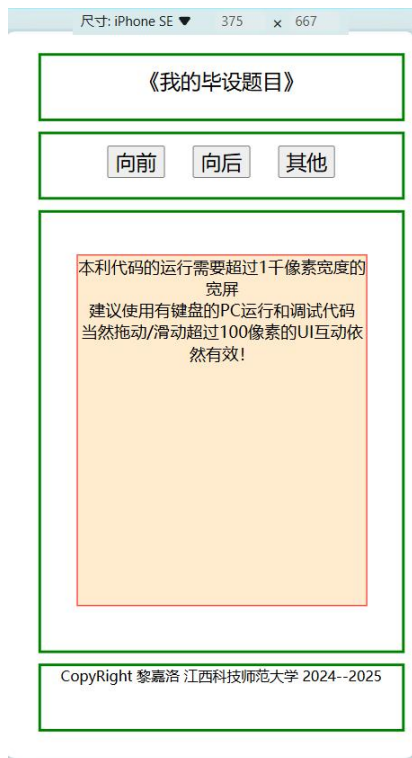 尺寸: iPhone SE ▼ 375 × 667
《我的毕设题目》
向前 向后 其他
本利代码的运行需要超过1千像素宽度的
宽屏
建议使用有键盘的PC运行和调试代码
当然拖动/滑动超过100像素的UI互动依
然有效！
CopyRight 黎嘉洛 江西科技师范大学 2024--2025